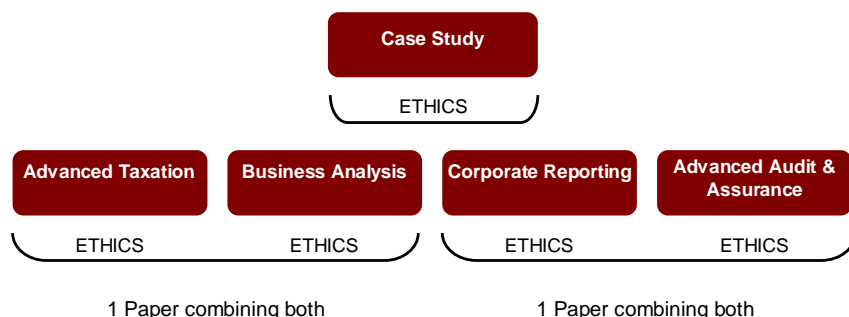 Case Study
ETHICS
Advanced Taxation
Business Analysis
Corporate Reporting
Advanced Audit &
Assurance
ETHICS
ETHICS
ETHICS
ETHICS
1 Paper combining both
1 Paper combining both